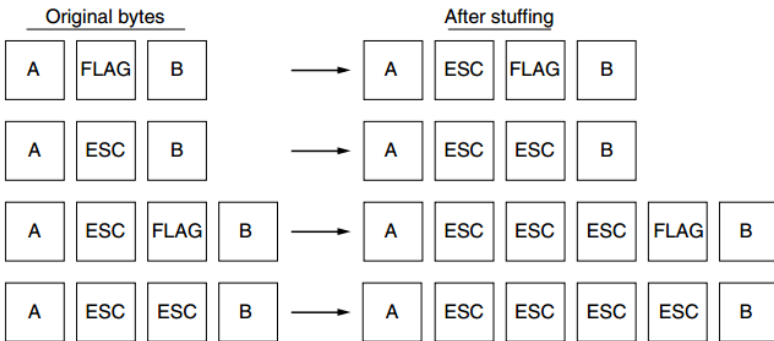 Original bytes After stuffing
A FLAG B A ESC FLAG B
A ESC B A ESC ESC B
A ESC FLAG B A ESC ESC ESC FLAG B
A ESC ESC B A ESC ESC ESC ESC B